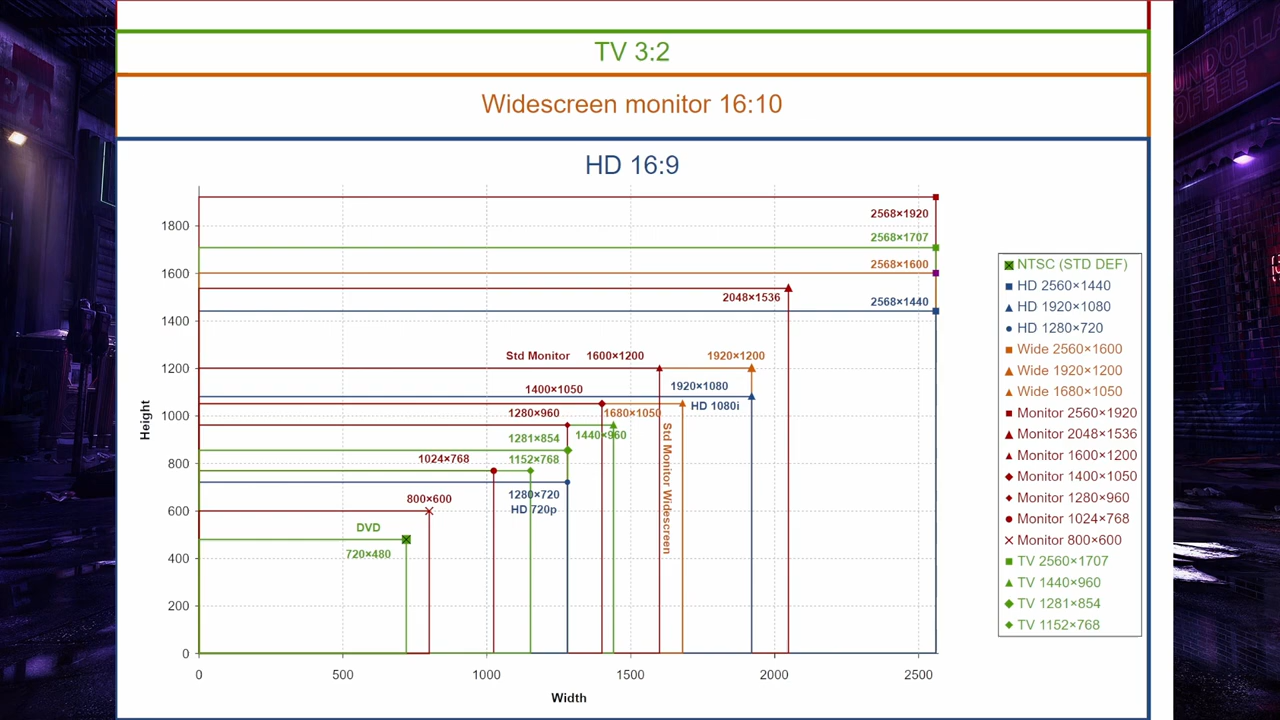 TV 3:2
Widescreen monitor 16:10
HD 16:9
2568×1920
2568×1707
2568×1600
2048×1536
2568×1440
Std Monitor 1600×1200 1920×1200
1400×1050 1920×1080
HD 1080i
1280×960 1680×1050
1281×854 1440×960
1024×768 1152×768
1280×720
HD 720p
800×600
DVD
720×480
Std Monitor Widescreen
1800
1600
1400
1200
1000
800
600
400
200
0
Height
0 500 1000 1500 2000 2500
Width
NTSC (STD DEF)
HD 2560×1440
HD 1920×1080
HD 1280×720
Wide 2560×1600
Wide 1920×1200
Wide 1680×1050
Monitor 2560×1920
Monitor 2048×1536
Monitor 1600×1200
Monitor 1400×1050
Monitor 1280×960
Monitor 1024×768
Monitor 800×600
TV 2560×1707
TV 1440×960
TV 1281×854
TV 1152×768